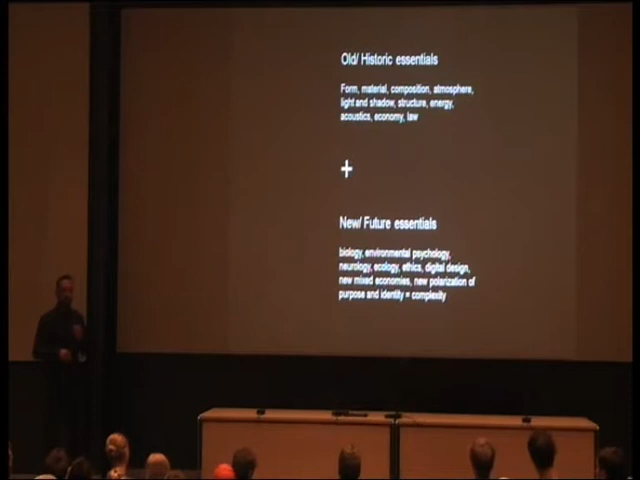 Old/ Historic essentials
Form, material, composition, atmosphere,
light and shadow, structure, energy,
acoustics, economy, law
+
New/ Future essentials
biology, environmental psychology,
neurology, ecology, ethics, digital design,
new mixed economies, new polarization of
purpose and identity = complexity